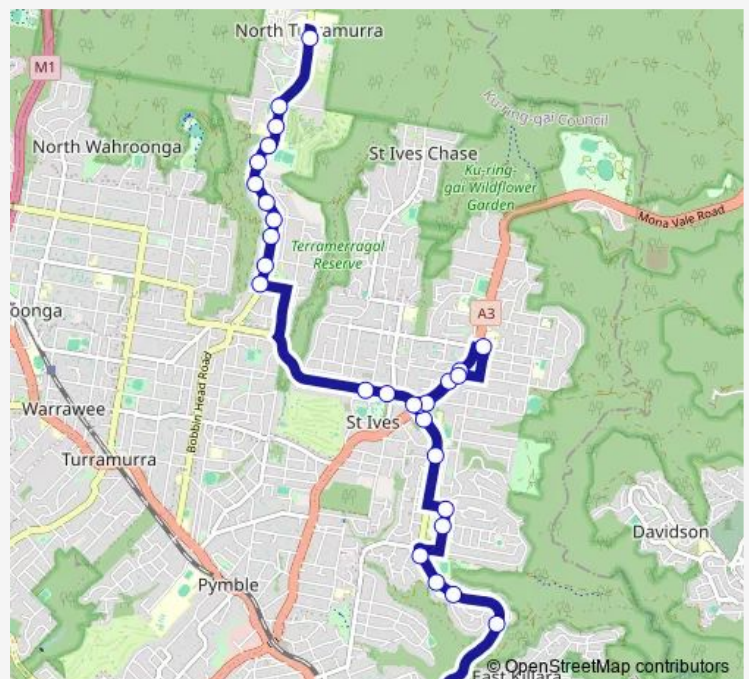 North Turramurra
M1
Ku-ring-gai Council
North Wahroonga
St Ives Chase
Ku-ring-
gai Wildflower
Garden
Mona Vale Road
Terramerragal
Reserve
oonga
A3
Bobbin Head Road
Warrawee
St Ives
Turramurra
Davidson
Pymble
© OpenStreetMap contributors
East Killara